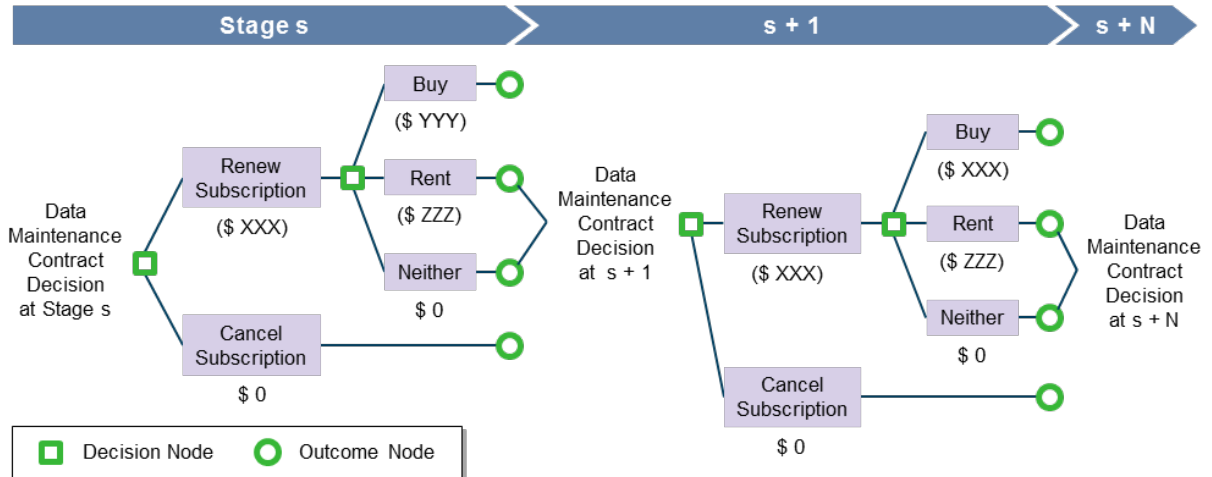 Stage s
s + 1
s + N
Buy
($ YYY)
Renew
Subscription
($ XXX)
Rent
($ ZZZ)
Neither
$ 0
Data
Maintenance
Contract
Decision
at Stage s
Cancel
Subscription
$ 0
Data
Maintenance
Contract
Decision
at s + 1
Buy
($ XXX)
Renew
Subscription
($ XXX)
Rent
($ ZZZ)
Neither
$ 0
Cancel
Subscription
$ 0
Data
Maintenance
Contract
Decision
at s + N
Decision Node
Outcome Node